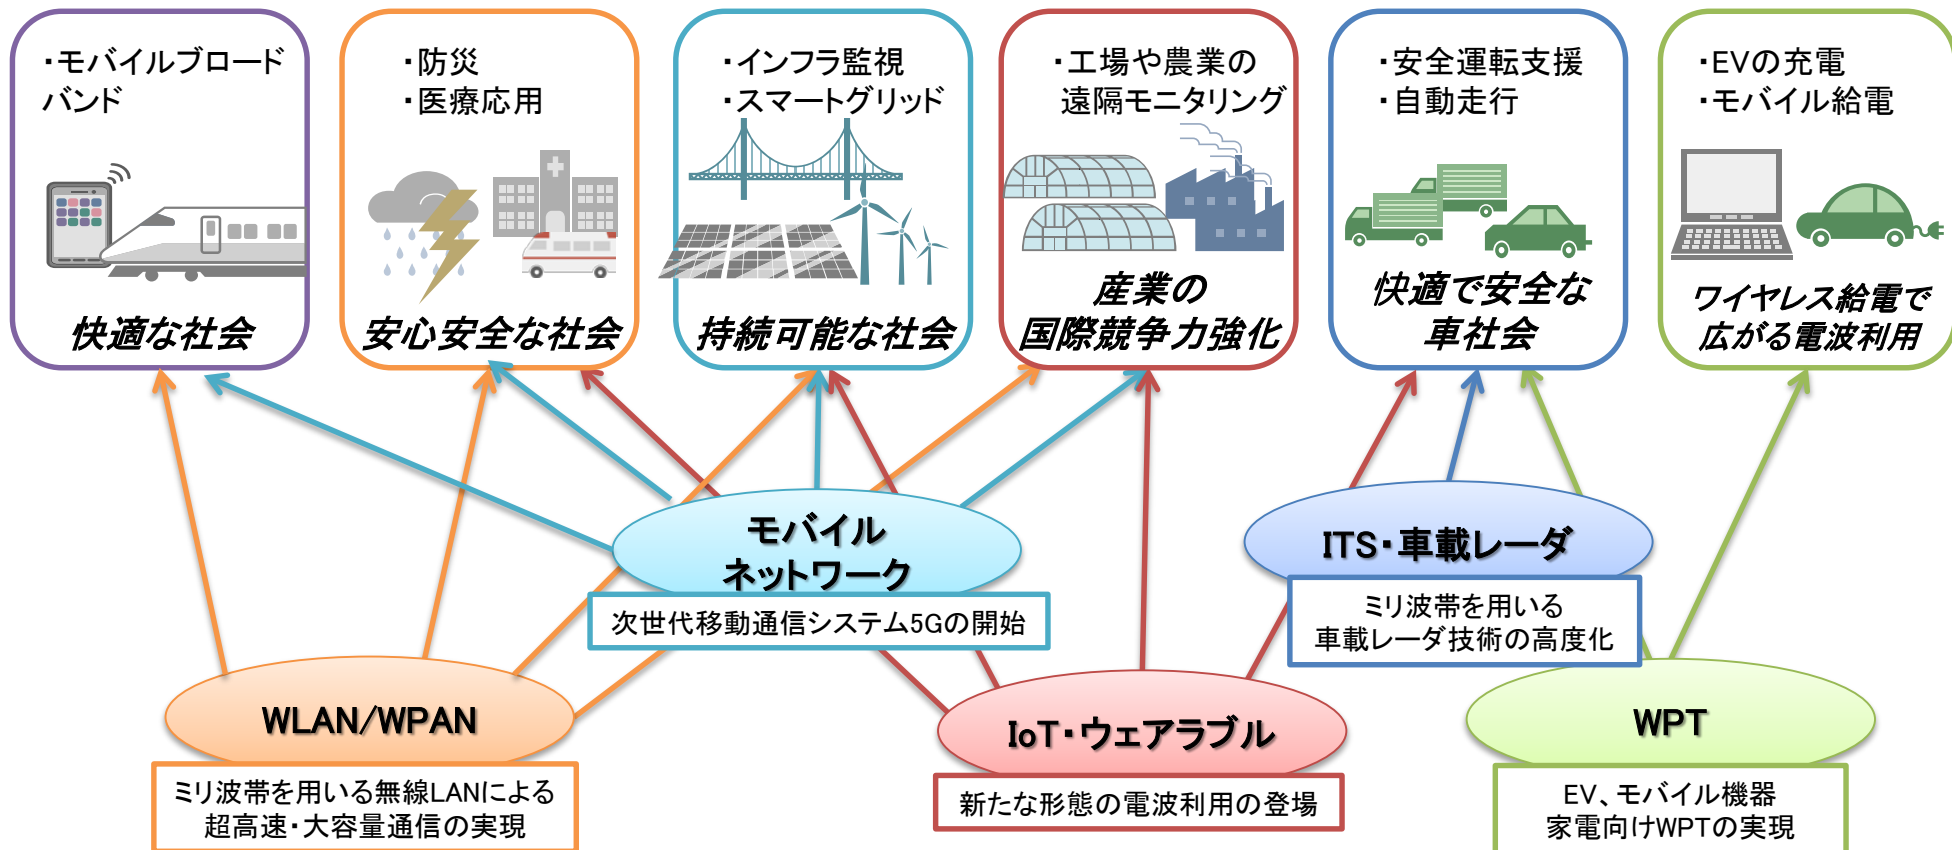 ・モバイルブロード
バンド
快適な社会
・防災
・医療応用
安心安全な社会
・インフラ監視
・スマートグリッド
持続可能な社会
・工場や農業の
遠隔モニタリング
産業の
国際競争力強化
・安全運転支援
・自動走行
快適で安全な
車社会
・EVの充電
・モバイル給電
ワイヤレス給電で
広がる電波利用
モバイル
ネットワーク
次世代移動通信システム5Gの開始
ITS・車載レーダ
ミリ波帯を用いる
車載レーダ技術の高度化
WLAN/WPAN
ミリ波帯を用いる無線LANによる
超高速・大容量通信の実現
IoT・ウェアラブル
新たな形態の電波利用の登場
WPT
EV、モバイル機器
家電向けWPTの実現